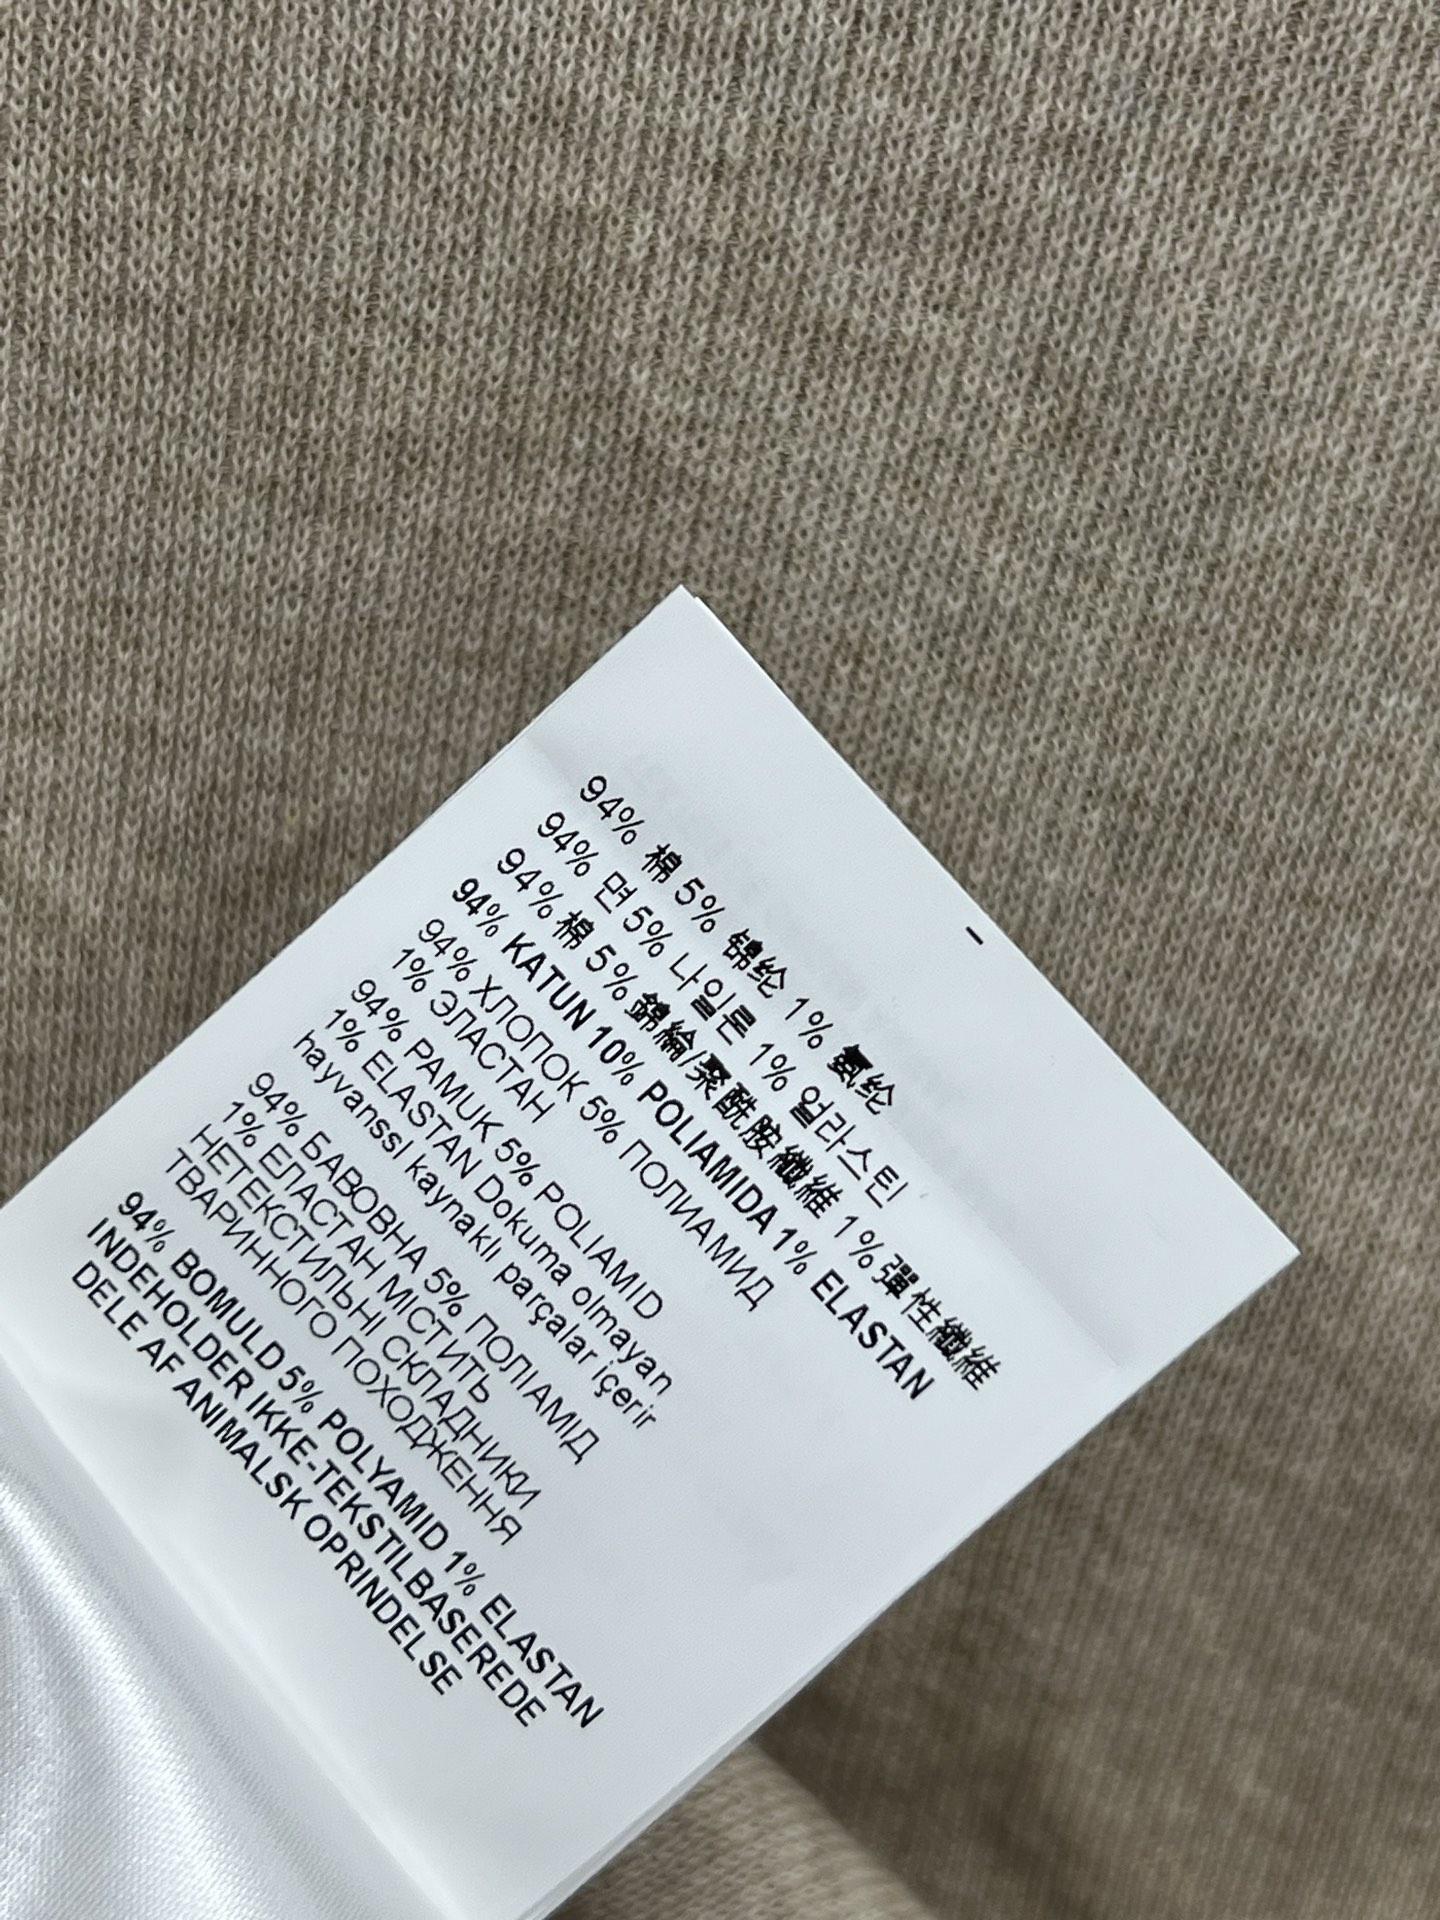 94% 棉 5% 锦纶 1% 氨纶
94% 면 5% 나일론 1% 엘라스틴
94% 棉 5% 錦綸/聚酰胺纖維 1% 彈性纖維
94% KATUN 10% POLIAMIDA 1% ELASTAN
94% ХЛОПОК 5% ПОЛИАМИД
1% ЭЛАСТАН
94% PAMUK 5% POLIAMID
1% ELASTAN Dokuma olmayan
hayvanssl kaynaklı parçalar içerir
94% БАВОВНА 5% ПОЛІАМІД
1% ЕЛАСТАН МІСТИТЬ
НЕТЕКСТИЛЬНІ СКЛАДНИКИ
ТВАРИННОГО ПОХОДЖЕННЯ
94% BOMULD 5% POLYAMID 1% ELASTAN
INDEHOLDER IKKE-TEKSTILBASEREDE
DELE AF ANIMALSK OPRINDELSE